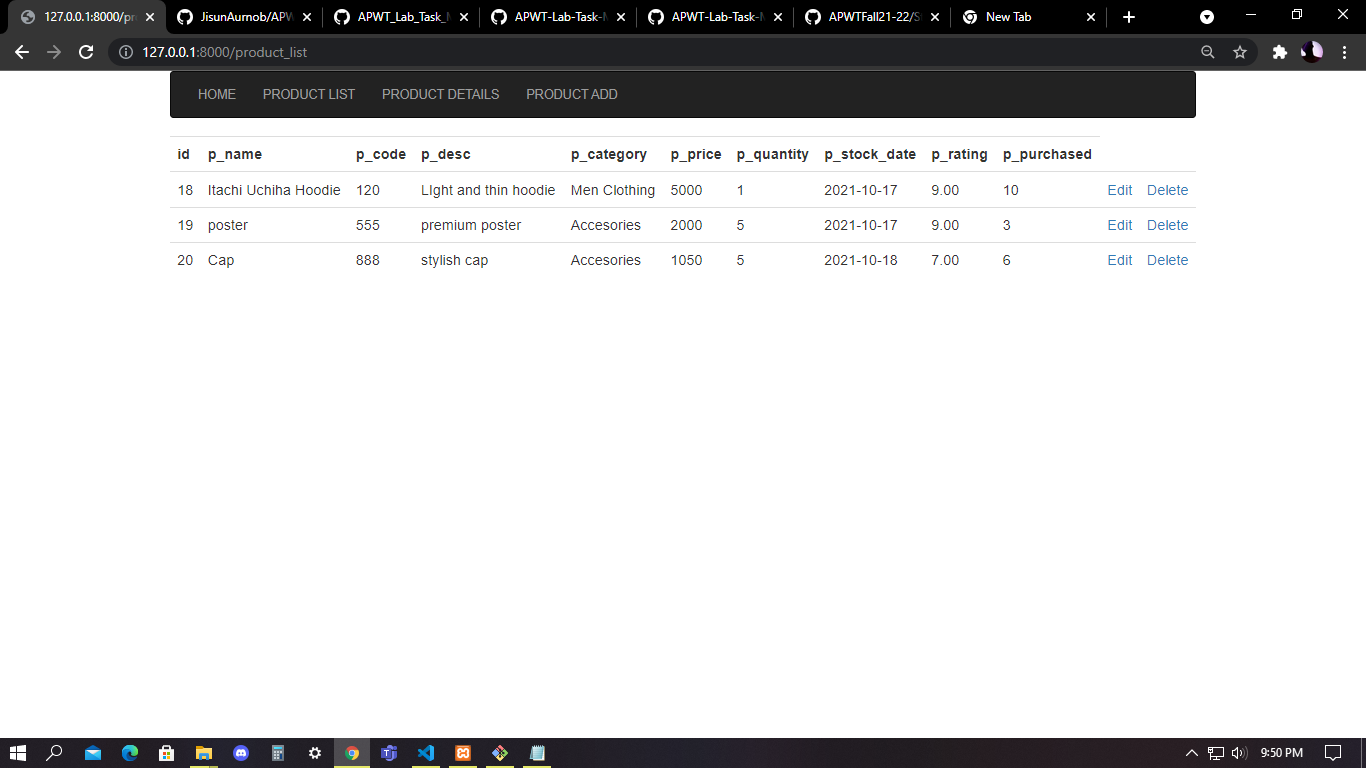 127.0.0.1:8000/pr JisunAurnob/APW APWT_Lab_Task_ APWT-Lab-Task- APWT-Lab-Task- APWTFall21-22/S New Tab
127.0.0.1:8000/product_list
HOME PRODUCT LIST PRODUCT DETAILS PRODUCT ADD
id p_name p_code p_desc p_category p_price p_quantity p_stock_date p_rating p_purchased
18 Itachi Uchiha Hoodie 120 LIght and thin hoodie Men Clothing 5000 1 2021-10-17 9.00 10 Edit Delete
19 poster 555 premium poster Accesories 2000 5 2021-10-17 9.00 3 Edit Delete
20 Cap 888 stylish cap Accesories 1050 5 2021-10-18 7.00 6 Edit Delete
9:50 PM